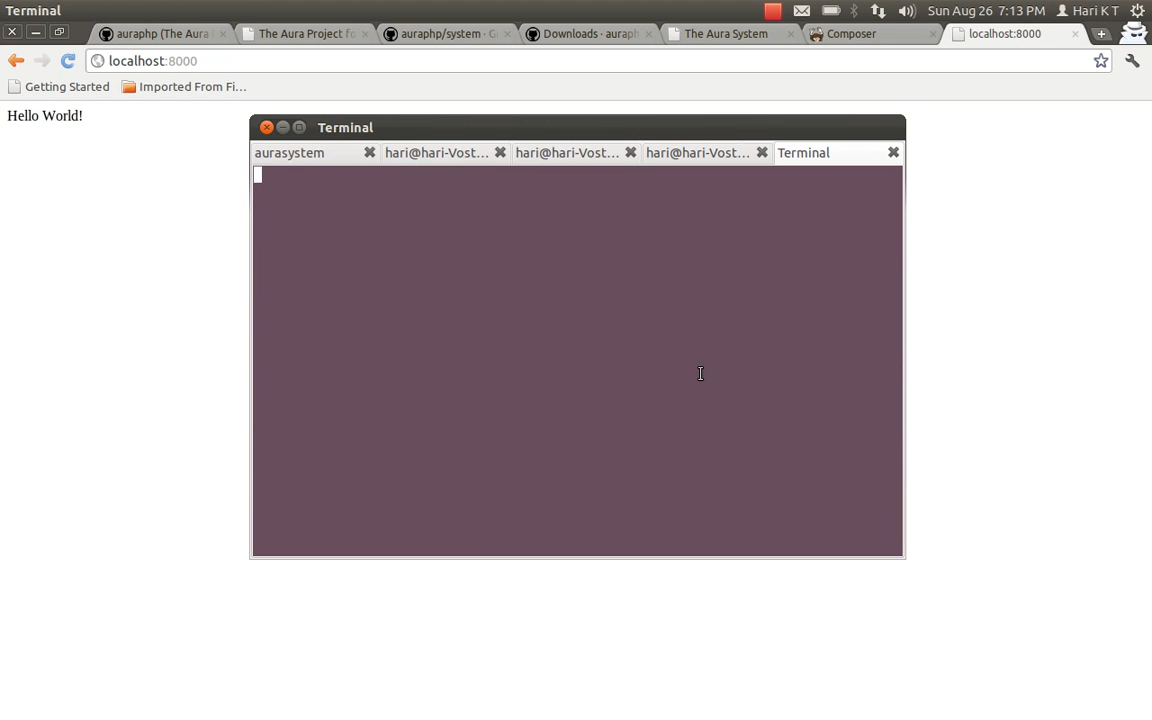 Terminal
Sun Aug 26 7:13 PM Hari K T
auraphp (The Aura
The Aura Project fo
auraphp/system · G
Downloads · auraph
The Aura System
Composer
localhost:8000
localhost:8000
Getting Started
Imported From Fi...
Hello World!
Terminal
aurasystem
hari@hari-Vost...
hari@hari-Vost...
hari@hari-Vost...
Terminal